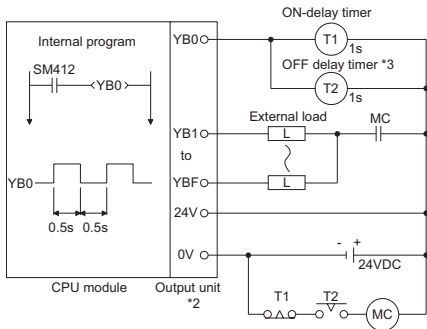 ON-delay timer
Internal program
YB0
T1
1s
SM412
YB0
OFF delay timer *3
T2
1s
External load
MC
YB1
L
to
YB0
YBF
L
24V
0.5s 0.5s
0V
- +
24VDC
CPU module
Output unit
*2
T1 T2
MC